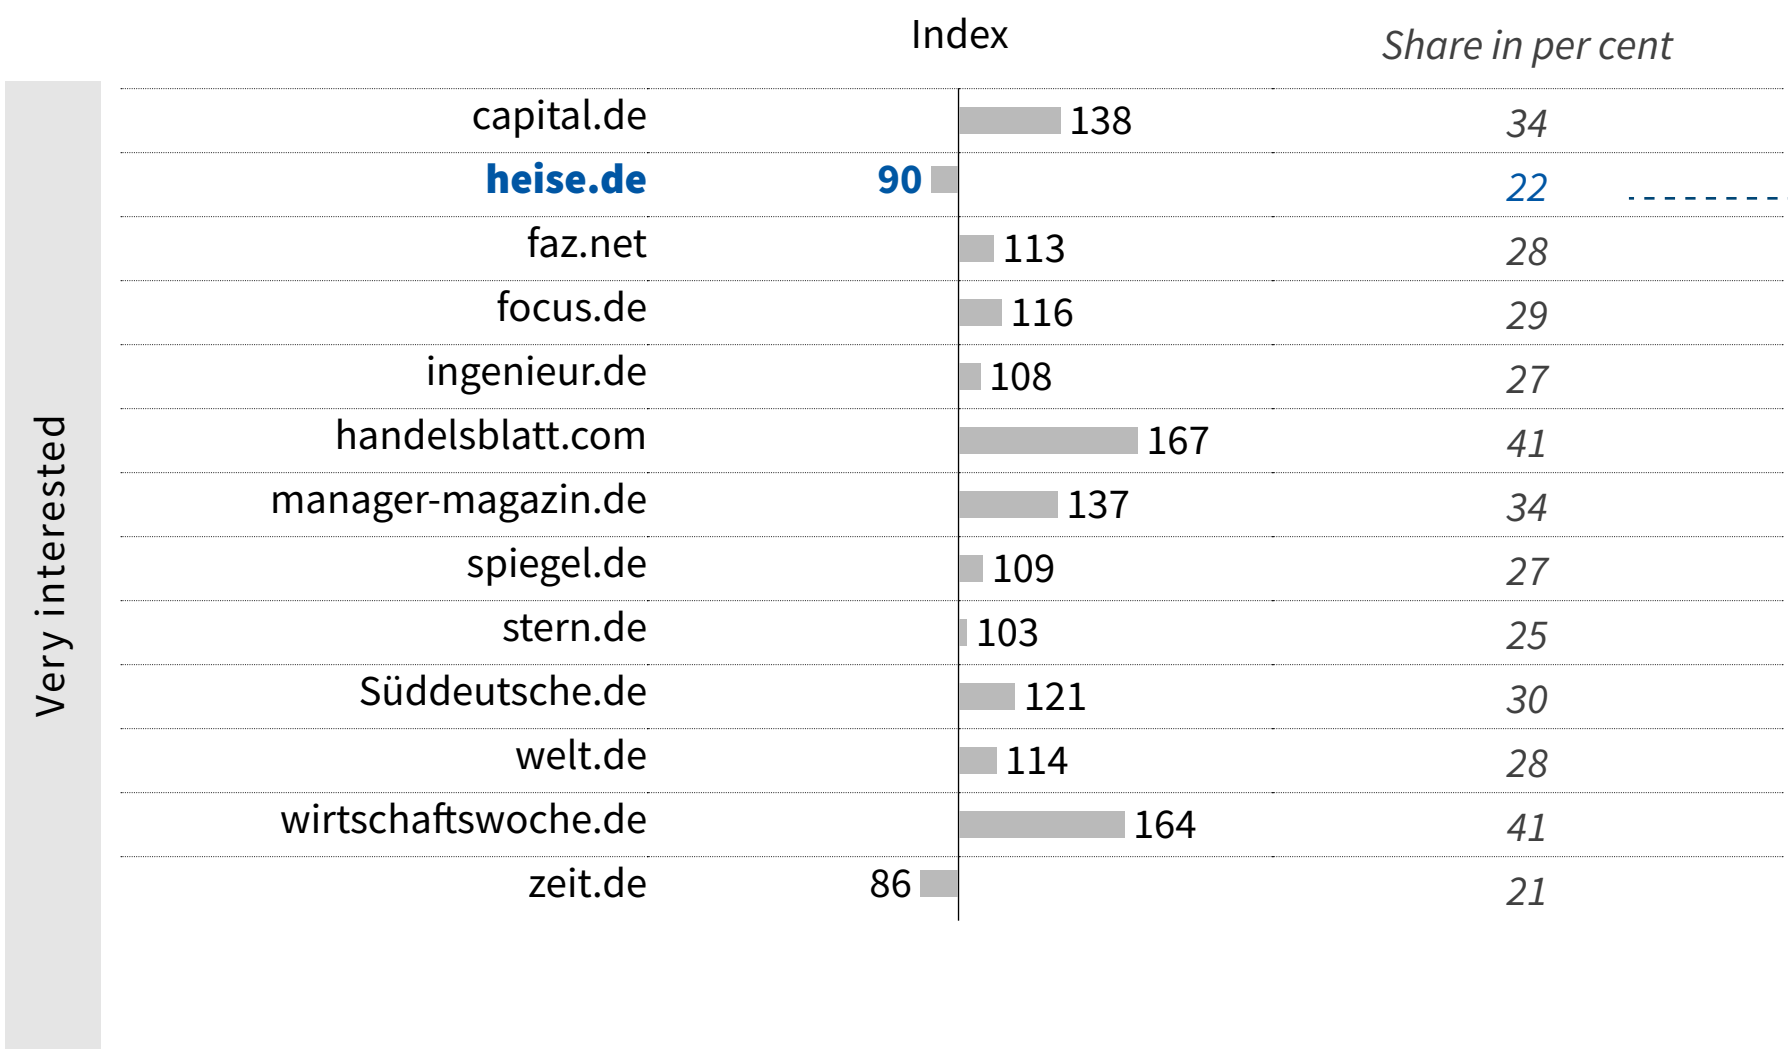 Index Share in per cent
Very interested
capital.de 138 34
heise.de 90 22
faz.net 113 28
focus.de 116 29
ingenieur.de 108 27
handelsblatt.com 167 41
manager-magazin.de 137 34
spiegel.de 109 27
stern.de 103 25
Süddeutsche.de 121 30
welt.de 114 28
wirtschaftswoche.de 164 41
zeit.de 86 21